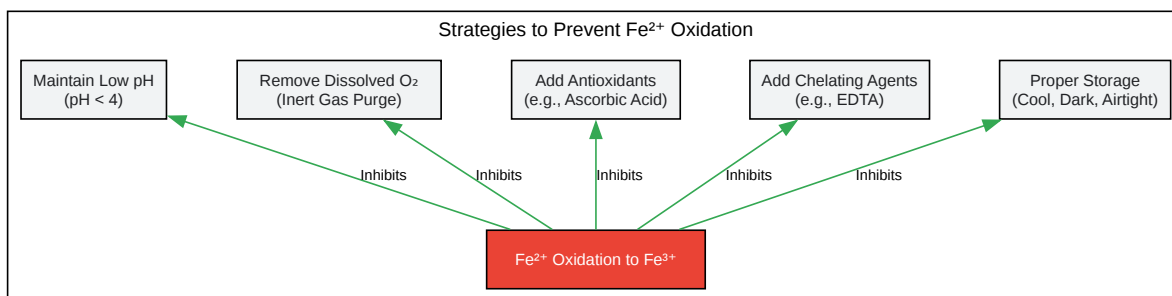 Strategies to Prevent Fe²⁺ Oxidation
Maintain Low pH
(pH < 4)
Remove Dissolved O₂
(Inert Gas Purge)
Add Antioxidants
(e.g., Ascorbic Acid)
Add Chelating Agents
(e.g., EDTA)
Proper Storage
(Cool, Dark, Airtight)
Inhibits
Inhibits
Inhibits
Inhibits
Inhibits
Fe²⁺ Oxidation to Fe³⁺